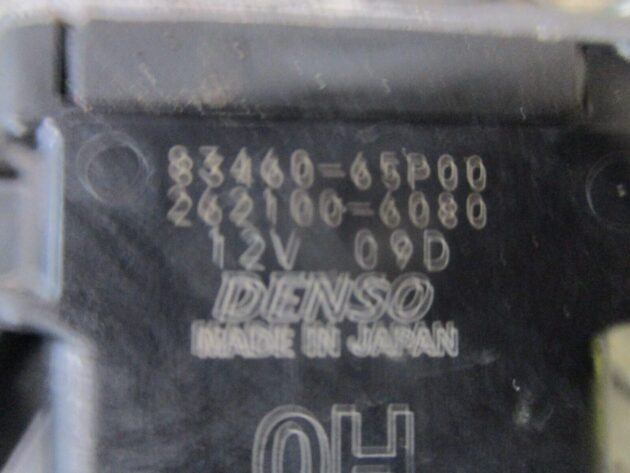 83460-65P00
262100-6080
12V 09D
DENSO
MADE IN JAPAN
0H